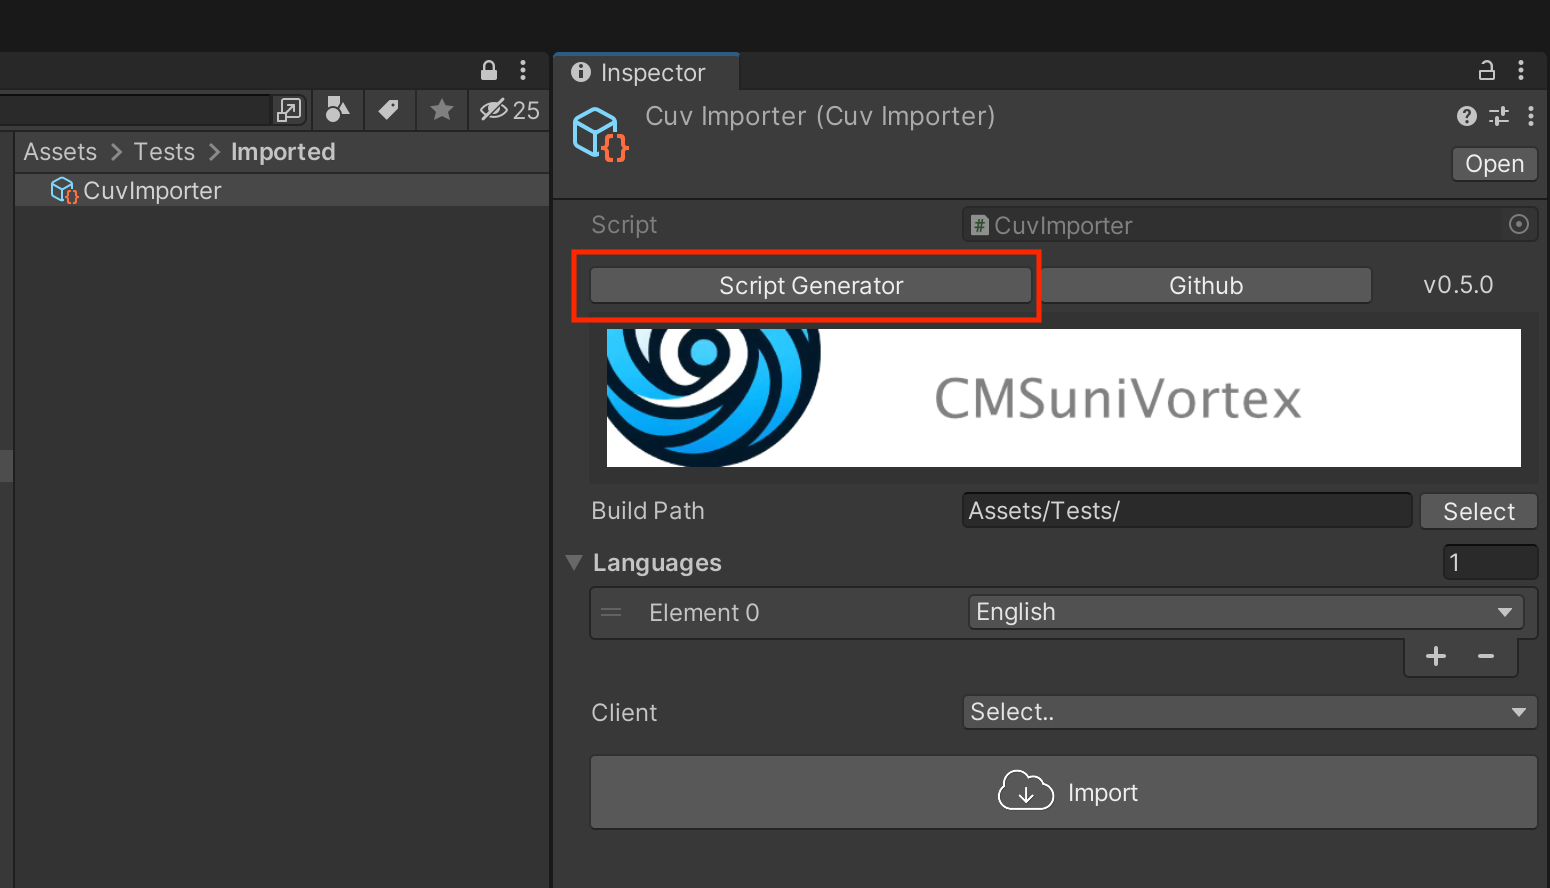 25
Assets > Tests > Imported
CuvImporter
Inspector
Cuv Importer (Cuv Importer)
Open
Script
# CuvImporter
Script Generator
Github
v0.5.0
CMSuniVortex
Build Path
Assets/Tests/
Select
Languages
1
Element 0
English
Client
Select..
Import